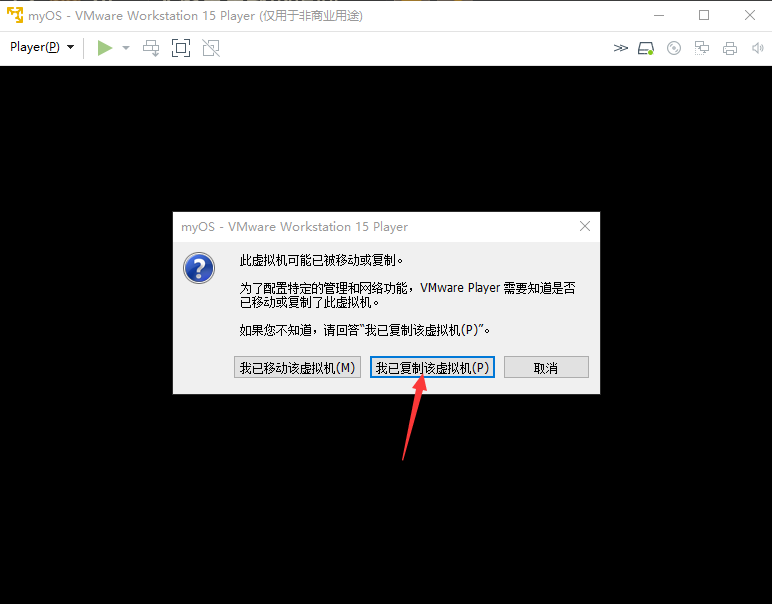 myOS - VMware Workstation 15 Player (仅用于非商业用途)
Player(P)
myOS - VMware Workstation 15 Player
此虚拟机可能已被移动或复制。
为了配置特定的管理和网络功能，VMware Player 需要知道是否
已移动或复制了此虚拟机。
如果您不知道，请回答“我已复制该虚拟机(P)”。
我已移动该虚拟机(M) 我已复制该虚拟机(P) 取消